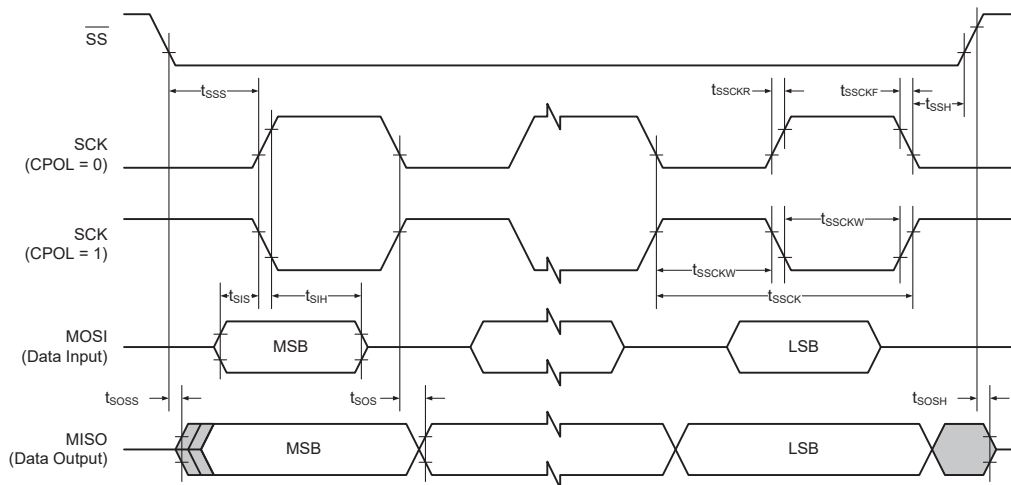 SS
tSSS
tSSCKR
tSSCKF
tSSH
SCK
(CPOL = 0)
SCK
(CPOL = 1)
tSSCKW
tSSCKW
tSSCK
tSIS
tSIH
MOSI
(Data Input)
MSB
LSB
tSOSS
tSOS
tSOSH
MISO
(Data Output)
MSB
LSB